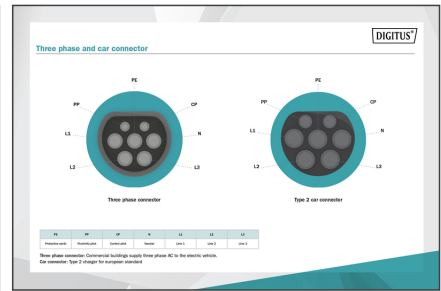 DIGITUS®
Three phase and car connector
PE
PP CP
L1 N
L2 L3
Three phase connector
PE
PP CP
L1 N
L2 L3
Type 2 car connector
PE PP CP N L1 L2 L3
Protective earth Proximity pilot Control pilot Neutral Line 1 Line 2 Line 3
Three phase connector: Commercial buildings supply three phase AC to the electric vehicle.
Car connector: Type 2 charger for european standard